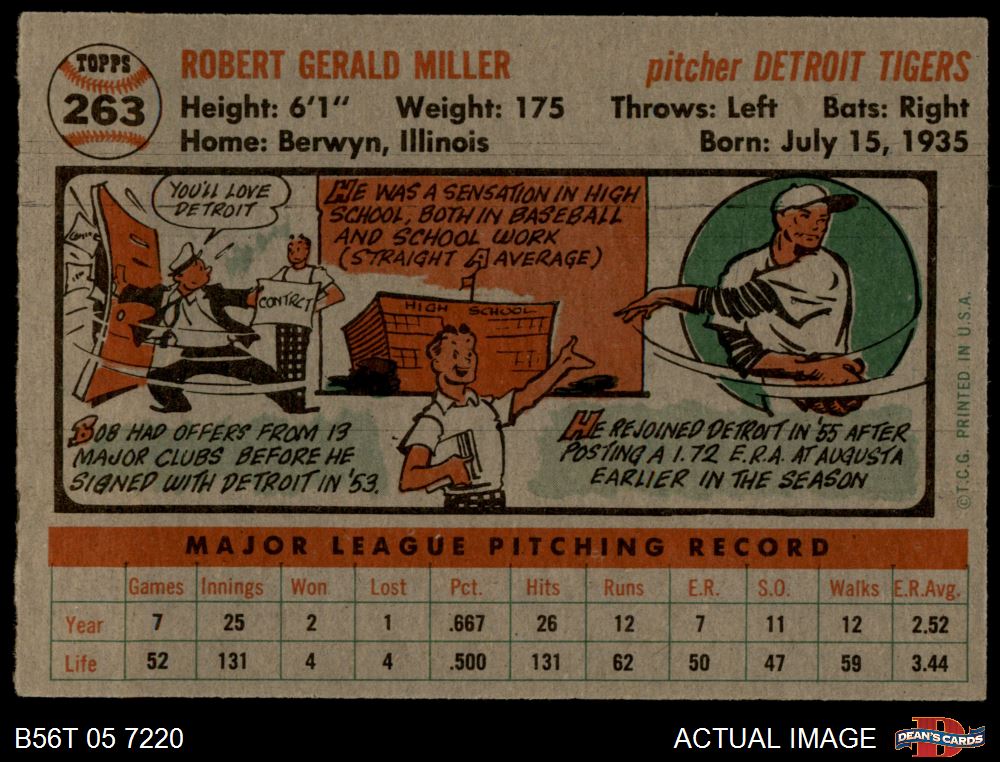 TOPPS
263
ROBERT GERALD MILLER
pitcher DETROIT TIGERS
Height: 6'1" Weight: 175 Throws: Left Bats: Right
Home: Berwyn, Illinois Born: July 15, 1935
YOU'LL LOVE
DETROIT
CONTRCT
BOB HAD OFFERS FROM 13
MAJOR CLUBS BEFORE HE
SIGNED WITH DETROIT IN '53.
HE WAS A SENSATION IN HIGH
SCHOOL, BOTH IN BASEBALL
AND SCHOOL WORK
(STRAIGHT A AVERAGE)
HIGH SCHOOL
HE REJOINED DETROIT IN '55 AFTER
POSTING A 1.72 E.R.A. AT AUGUSTA
EARLIER IN THE SEASON
©T.C.G. PRINTED IN U.S.A.
MAJOR LEAGUE PITCHING RECORD
Games Innings Won Lost Pct. Hits Runs E.R. S.O. Walks E.R.Avg.
Year 7 25 2 1 .667 26 12 7 11 12 2.52
Life 52 131 4 4 .500 131 62 50 47 59 3.44
B56T 05 7220
ACTUAL IMAGE
DEAN'S CARDS